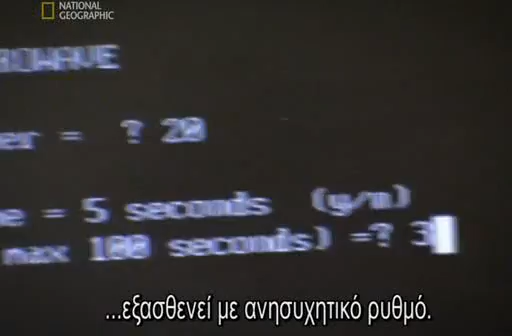 NATIONAL
GEOGRAPHIC
er = ? 20
e = 5 seconds (y/n)
max 100 seconds) =? 3
...εξασθενεί με ανησυχητικό ρυθμό.